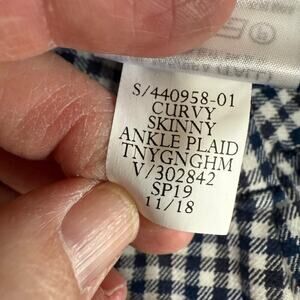 S/440958-01
CURVY
SKINNY
ANKLE PLAID
TNYGNGHM
V/302842
SP19
11/18